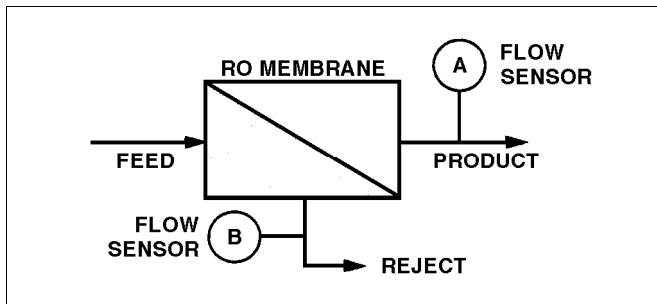 RO MEMBRANE
A
FLOW
SENSOR
FEED
PRODUCT
FLOW
SENSOR
B
REJECT